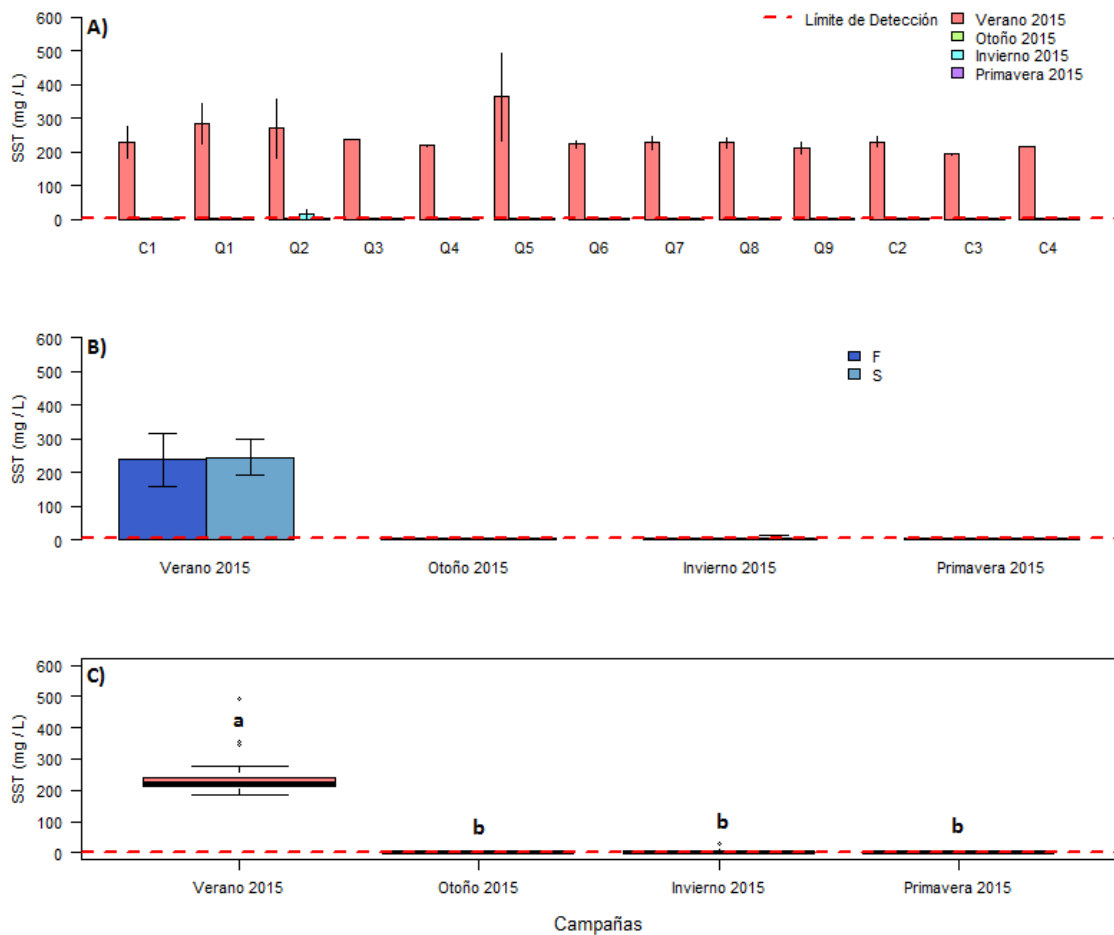 A)
600
500
400
300
200
100
0
SST (mg / L)
Límite de Detección
Verano 2015
Otoño 2015
Invierno 2015
Primavera 2015
C1 Q1 Q2 Q3 Q4 Q5 Q6 Q7 Q8 Q9 C2 C3 C4
B)
600
500
400
300
200
100
0
SST (mg / L)
F
S
Verano 2015 Otoño 2015 Invierno 2015 Primavera 2015
C)
600
500
400
300
200
100
0
SST (mg / L)
a
b b b
Verano 2015 Otoño 2015 Invierno 2015 Primavera 2015
Campañas